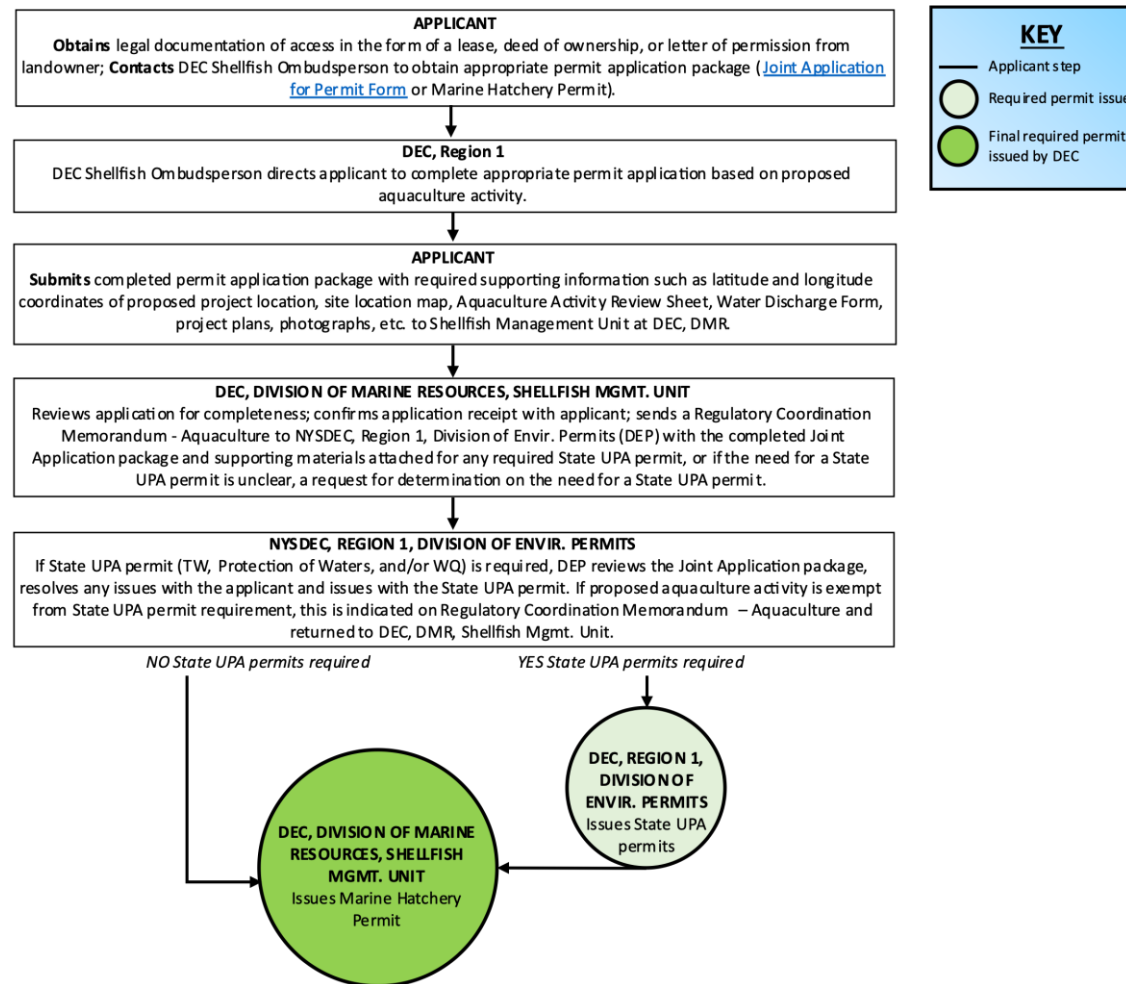 APPLICANT
Obtains legal documentation of access in the form of a lease, deed of ownership, or letter of permission from
landowner; Contacts DEC Shellfish Ombudsperson to obtain appropriate permit application package ( Joint Application
for Permit Form or Marine Hatchery Permit).
DEC, Region 1
DEC Shellfish Ombudsperson directs applicant to complete appropriate permit application based on proposed
aquaculture activity.
APPLICANT
Submits completed permit application package with required supporting information such as latitude and longitude
coordinates of proposed project location, site location map, Aquaculture Activity Review Sheet, Water Discharge Form,
project plans, photographs, etc. to Shellfish Management Unit at DEC, DMR.
DEC, DIVISION OF MARINE RESOURCES, SHELLFISH MGMT. UNIT
Reviews application for completeness; confirms application receipt with applicant; sends a Regulatory Coordination
Memorandum - Aquaculture to NYSDEC, Region 1, Division of Envir. Permits (DEP) with the completed Joint
Application package and supporting materials attached for any required State UPA permit, or if the need for a State
UPA permit is unclear, a request for determination on the need for a State UPA permit.
NYSDEC, REGION 1, DIVISION OF ENVIR. PERMITS
If State UPA permit (TW, Protection of Waters, and/or WQ) is required, DEP reviews the Joint Application package,
resolves any issues with the applicant and issues with the State UPA permit. If proposed aquaculture activity is exempt
from State UPA permit requirement, this is indicated on Regulatory Coordination Memorandum – Aquaculture and
returned to DEC, DMR, Shellfish Mgmt. Unit.
NO State UPA permits required
YES State UPA permits required
DEC, REGION 1,
DIVISION OF
ENVIR. PERMITS
Issues State UPA
permits
DEC, DIVISION OF MARINE
RESOURCES, SHELLFISH
MGMT. UNIT
Issues Marine Hatchery
Permit
KEY
Applicant step
Required permit issue
Final required permit
issued by DEC